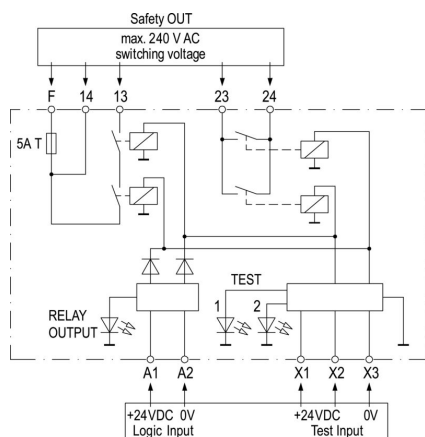 Safety OUT
max. 240 V AC
switching voltage
F 14 13 23 24
5A T
TEST
1 2
RELAY
OUTPUT
A1 A2 X1 X2 X3
+24VDC 0V +24VDC 0V
Logic Input Test Input